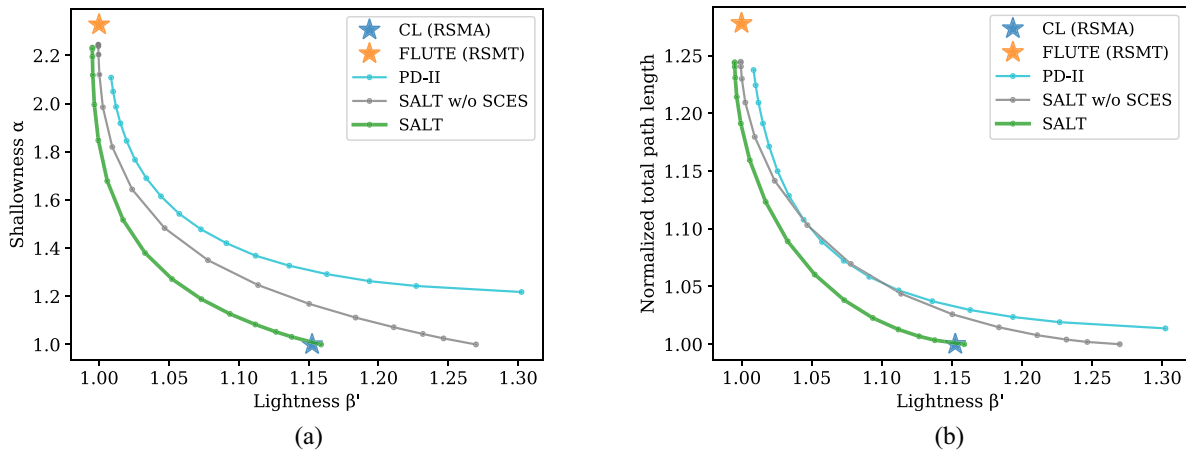 2.2
2.0
1.8
1.6
1.4
1.2
1.0
Shallowness α
CL (RSMA)
FLUTE (RSMT)
PD-II
SALT w/o SCES
SALT
1.00 1.05 1.10 1.15 1.20 1.25 1.30
Lightness β'
(a)
1.25
1.20
1.15
1.10
1.05
1.00
Normalized total path length
CL (RSMA)
FLUTE (RSMT)
PD-II
SALT w/o SCES
SALT
1.00 1.05 1.10 1.15 1.20 1.25 1.30
Lightness β'
(b)